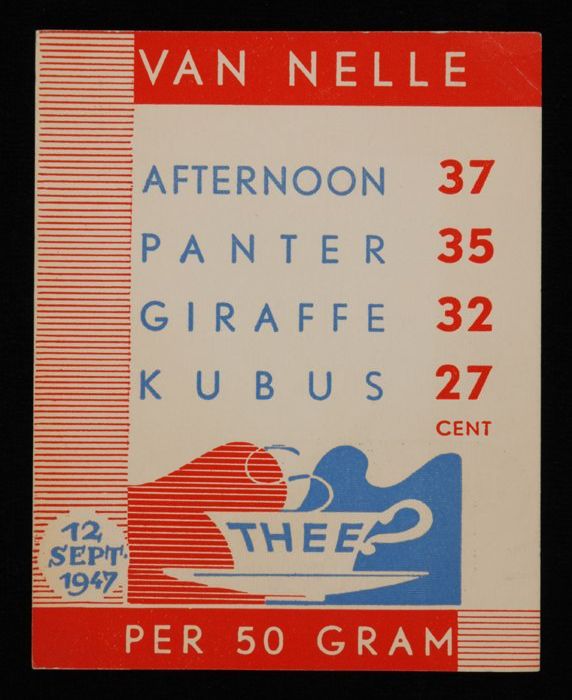 VAN NELLE
AFTERNOON 37
PANTER 35
GIRAFFE 32
KUBUS 27
CENT
THEE
12
SEPT.
1947
PER 50 GRAM